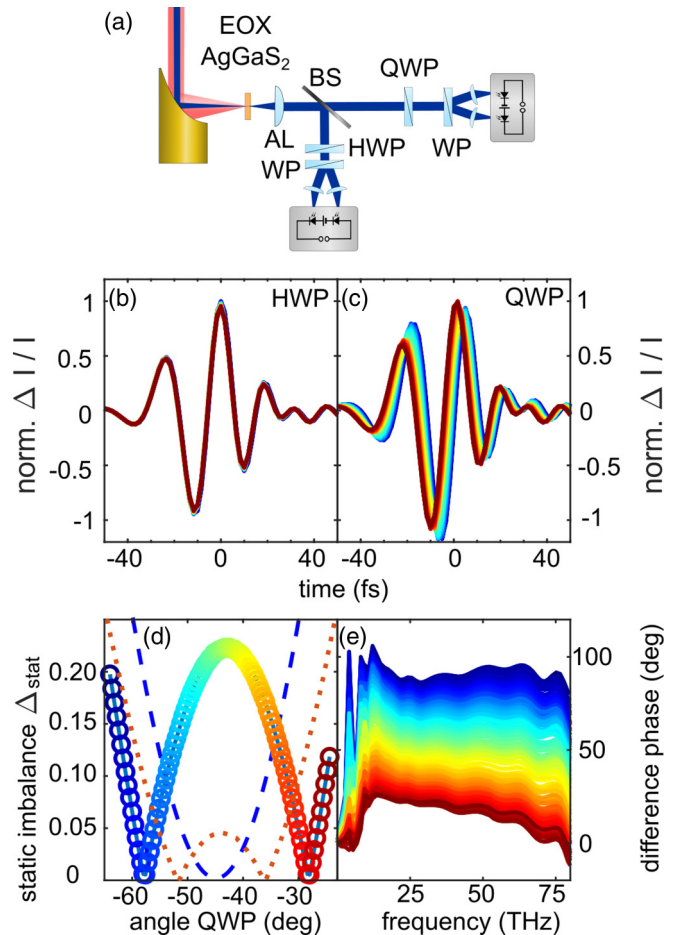 (a)
EOX
AgGaS2
BS
QWP
AL
WP
HWP
WP
(b)
HWP
(c)
QWP
norm. Δ I / I
1
0.5
0
-0.5
-1
1
0.5
0
-0.5
-1
norm. Δ I / I
-40 0 40
-40 0 40
time (fs)
(d)
(e)
static imbalance Δstat
0.20
0.15
0.10
0.05
0
100
50
0
difference phase (deg)
-60 -50 -40 -30
25 50 75
angle QWP (deg)
frequency (THz)